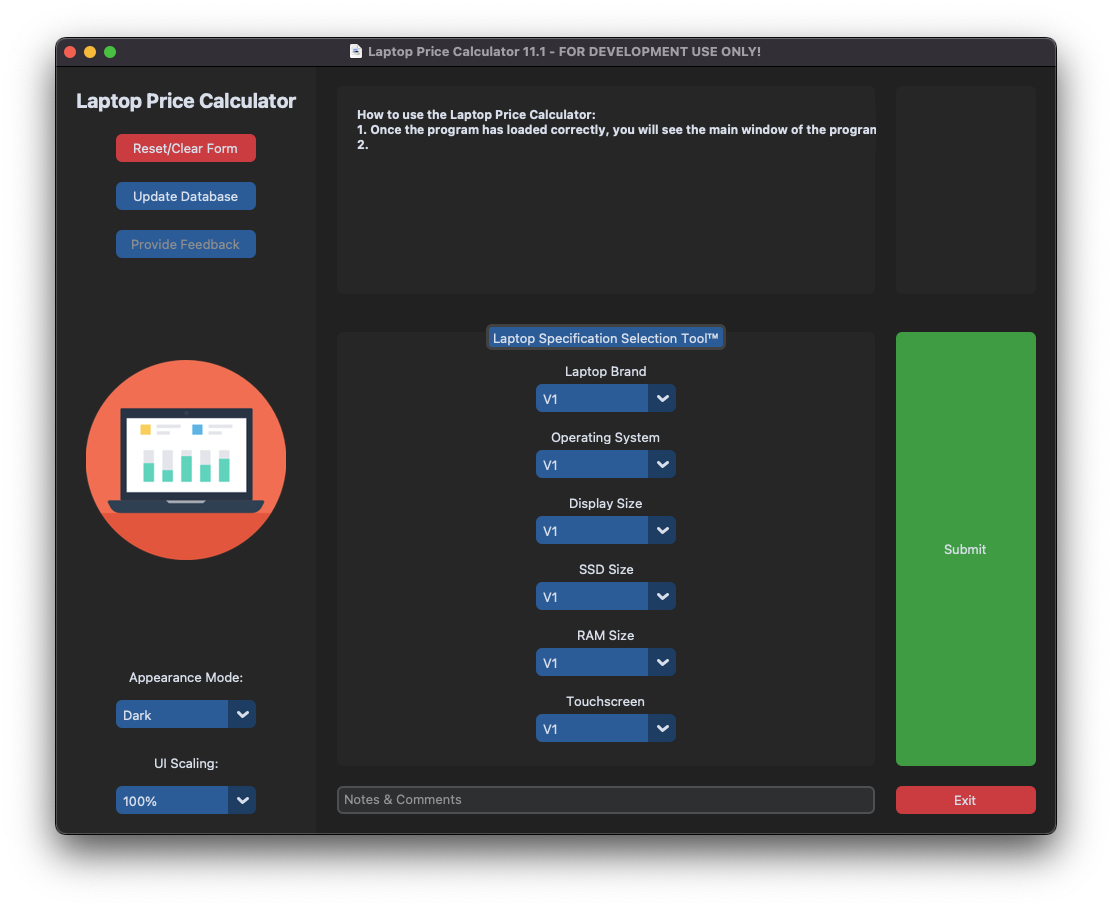 Laptop Price Calculator 11.1 - FOR DEVELOPMENT USE ONLY!
Laptop Price Calculator
Reset/Clear Form
Update Database
Provide Feedback
Appearance Mode:
Dark
UI Scaling:
100%
How to use the Laptop Price Calculator:
1. Once the program has loaded correctly, you will see the main window of the program
2.
Laptop Specification Selection Tool™
Laptop Brand
V1
Operating System
V1
Display Size
V1
SSD Size
V1
RAM Size
V1
Touchscreen
V1
Notes & Comments
Submit
Exit